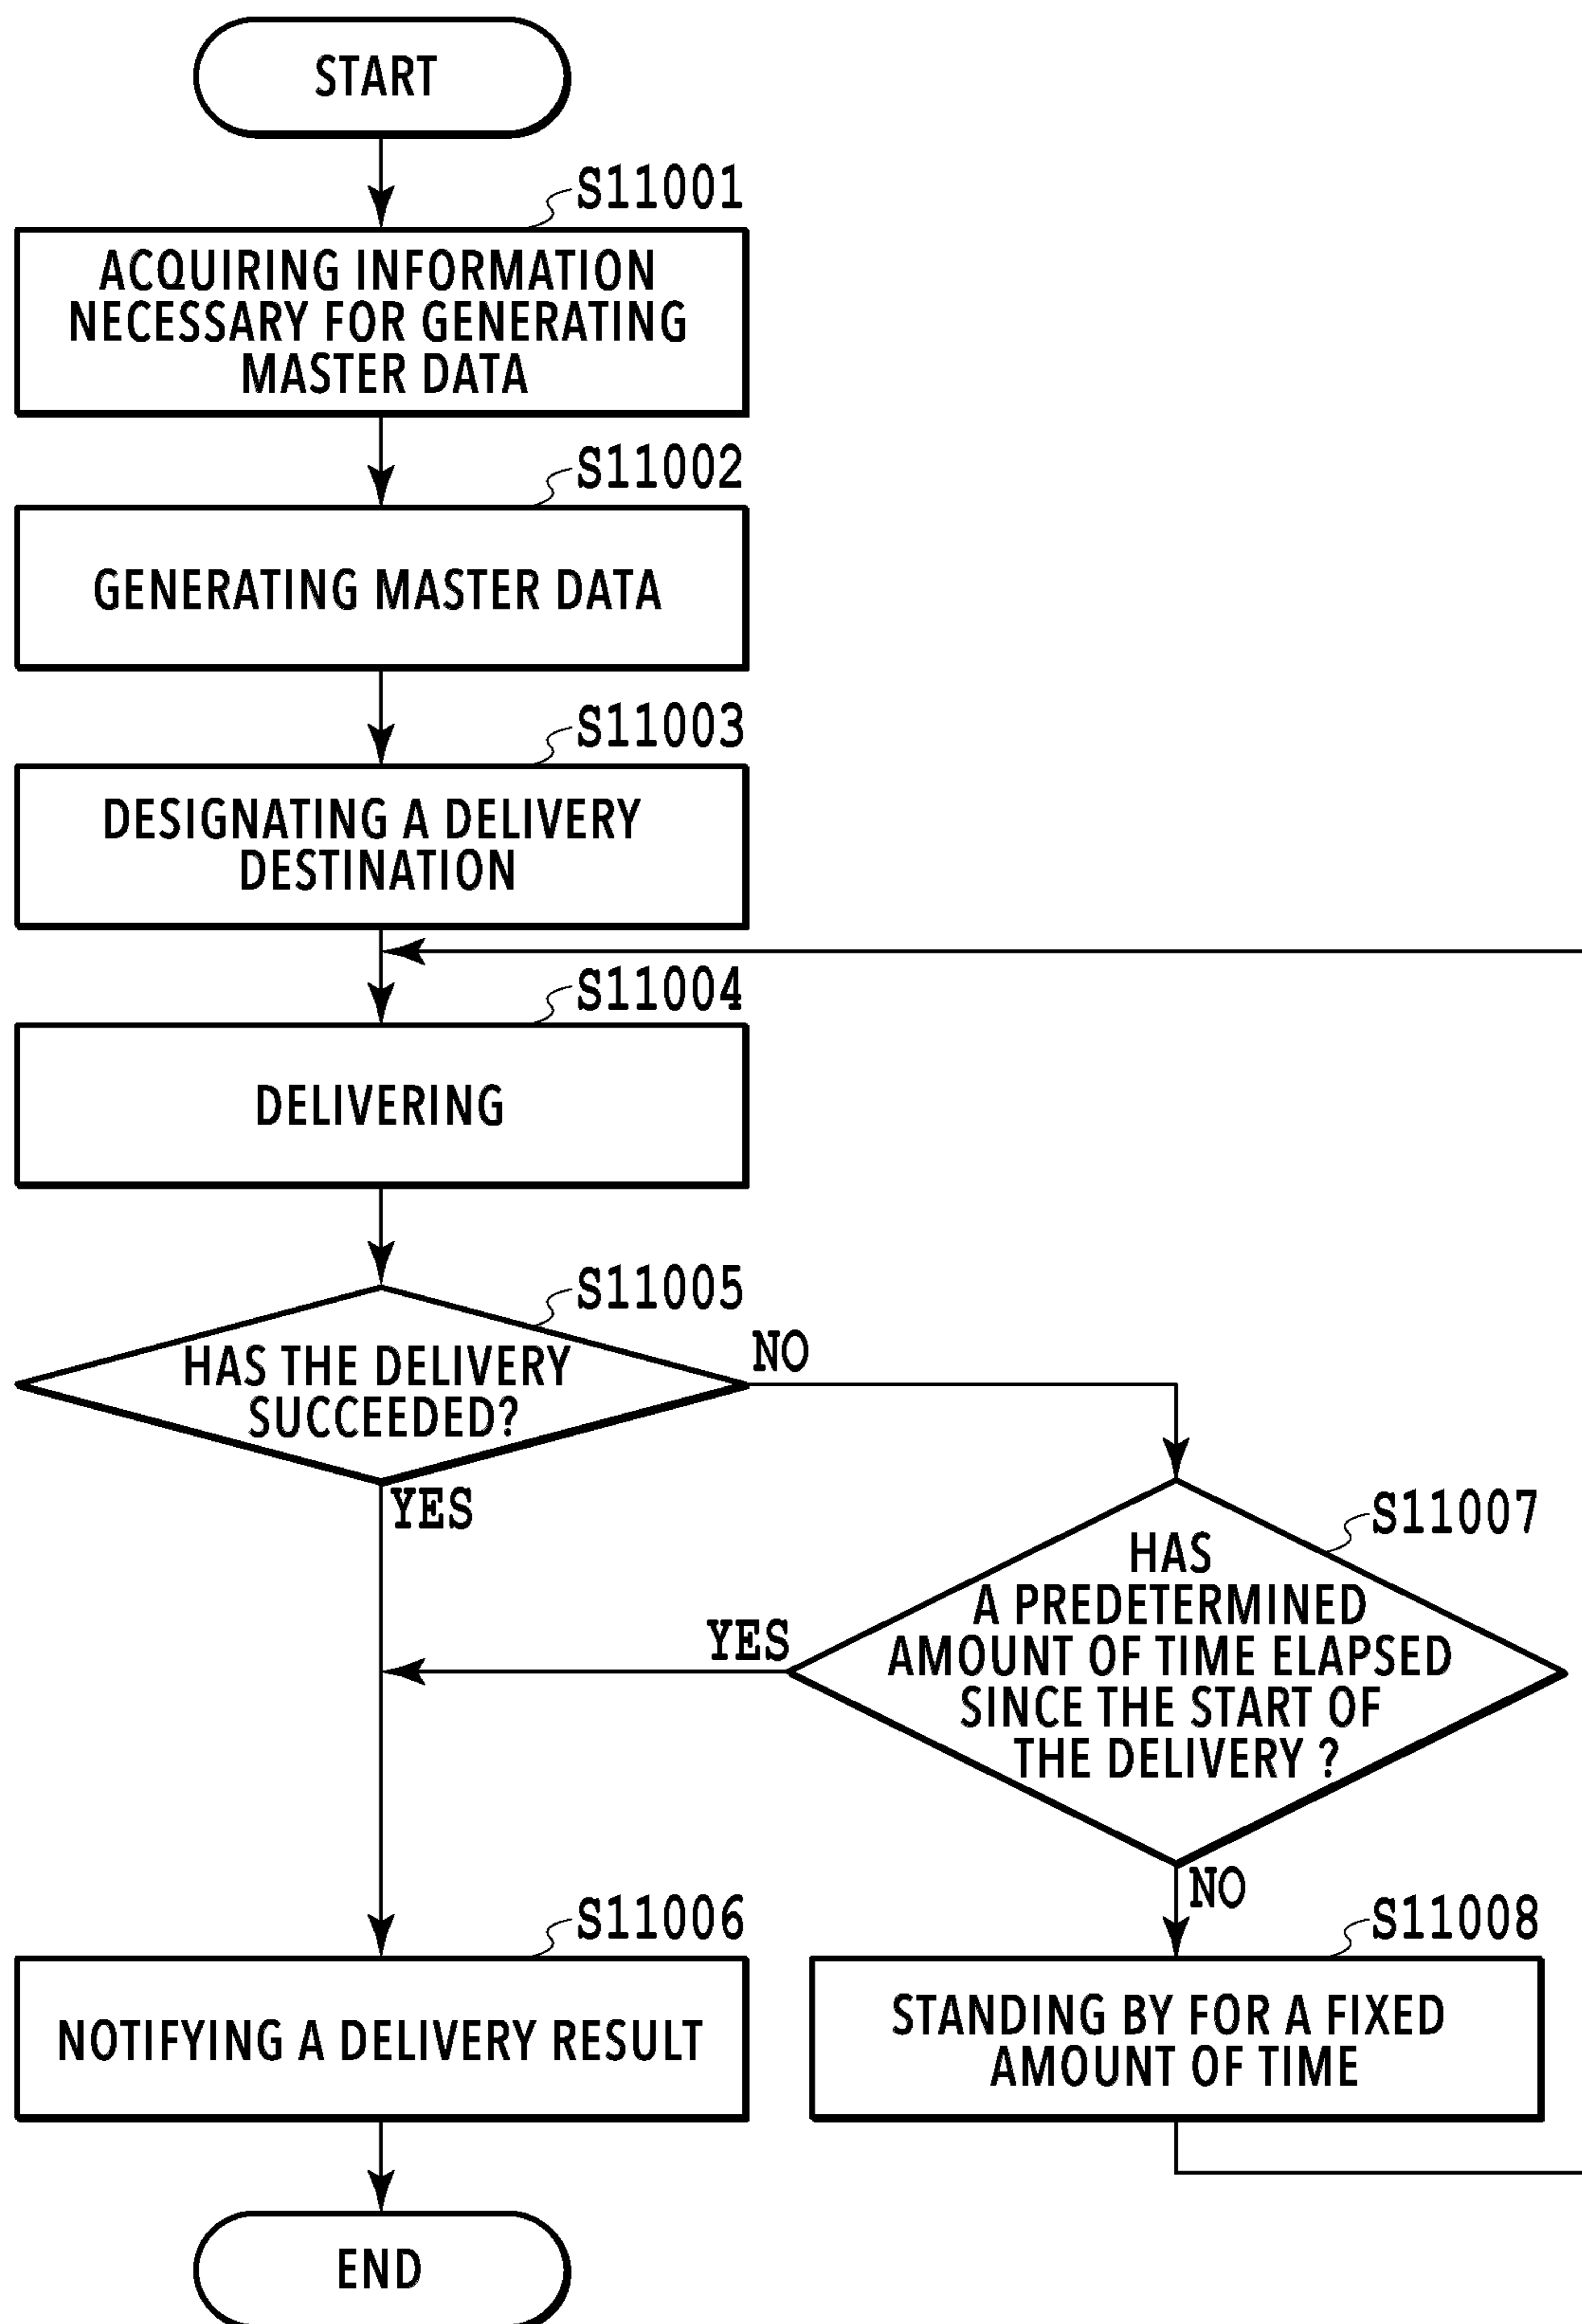 START
S11001
ACQUIRING INFORMATION
NECESSARY FOR GENERATING
MASTER DATA
S11002
GENERATING MASTER DATA
S11003
DESIGNATING A DELIVERY
DESTINATION
S11004
DELIVERING
S11005
HAS THE DELIVERY
SUCCEEDED?
NO
YES
S11007
HAS
A PREDETERMINED
AMOUNT OF TIME ELAPSED
SINCE THE START OF
THE DELIVERY ?
YES
NO
S11006
NOTIFYING A DELIVERY RESULT
S11008
STANDING BY FOR A FIXED
AMOUNT OF TIME
END